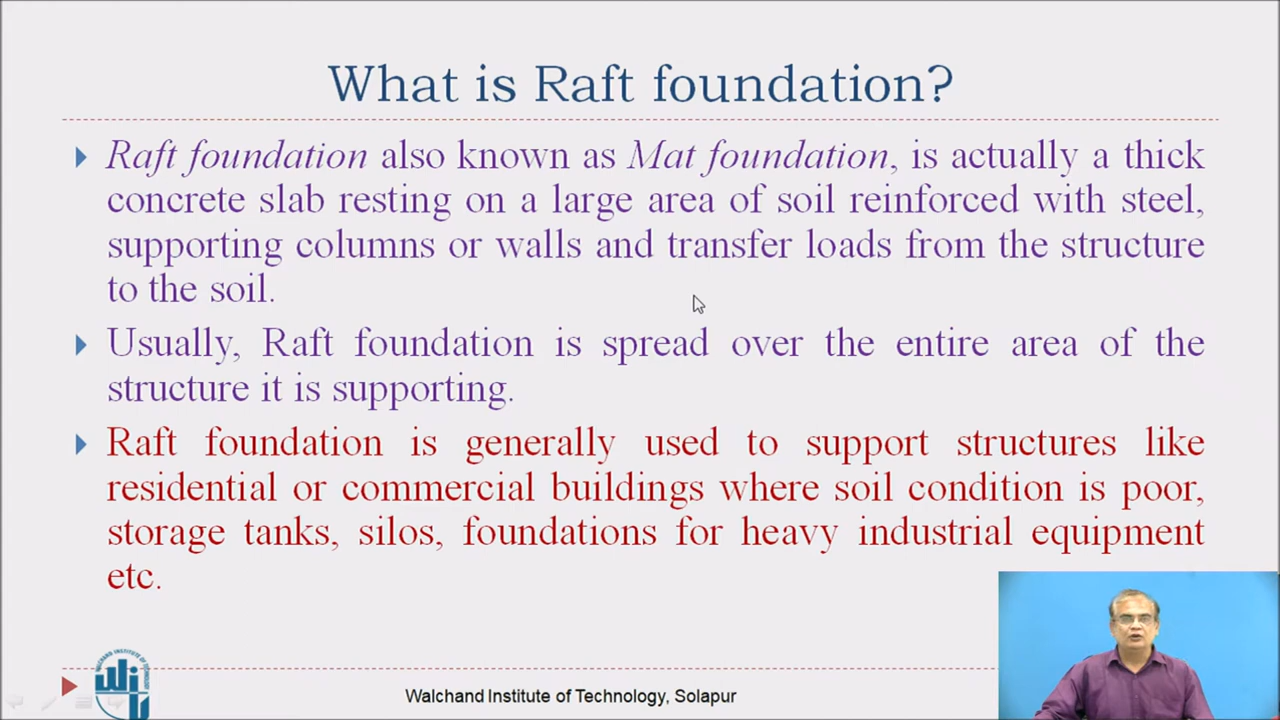 What is Raft foundation?
Raft foundation also known as Mat foundation, is actually a thick
concrete slab resting on a large area of soil reinforced with steel,
supporting columns or walls and transfer loads from the structure
to the soil.
Usually, Raft foundation is spread over the entire area of the
structure it is supporting.
Raft foundation is generally used to support structures like
residential or commercial buildings where soil condition is poor,
storage tanks, silos, foundations for heavy industrial equipment
etc.
WALCHAND INSTITUTE OF TECHNOLOGY
Walchand Institute of Technology, Solapur